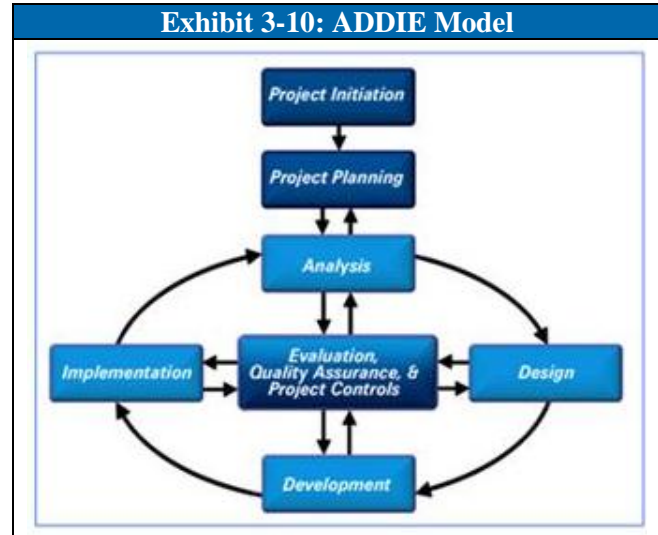 Exhibit 3-10: ADDIE Model
Project Initiation
Project Planning
Analysis
Implementation
Evaluation,
Quality Assurance, &
Project Controls
Design
Development